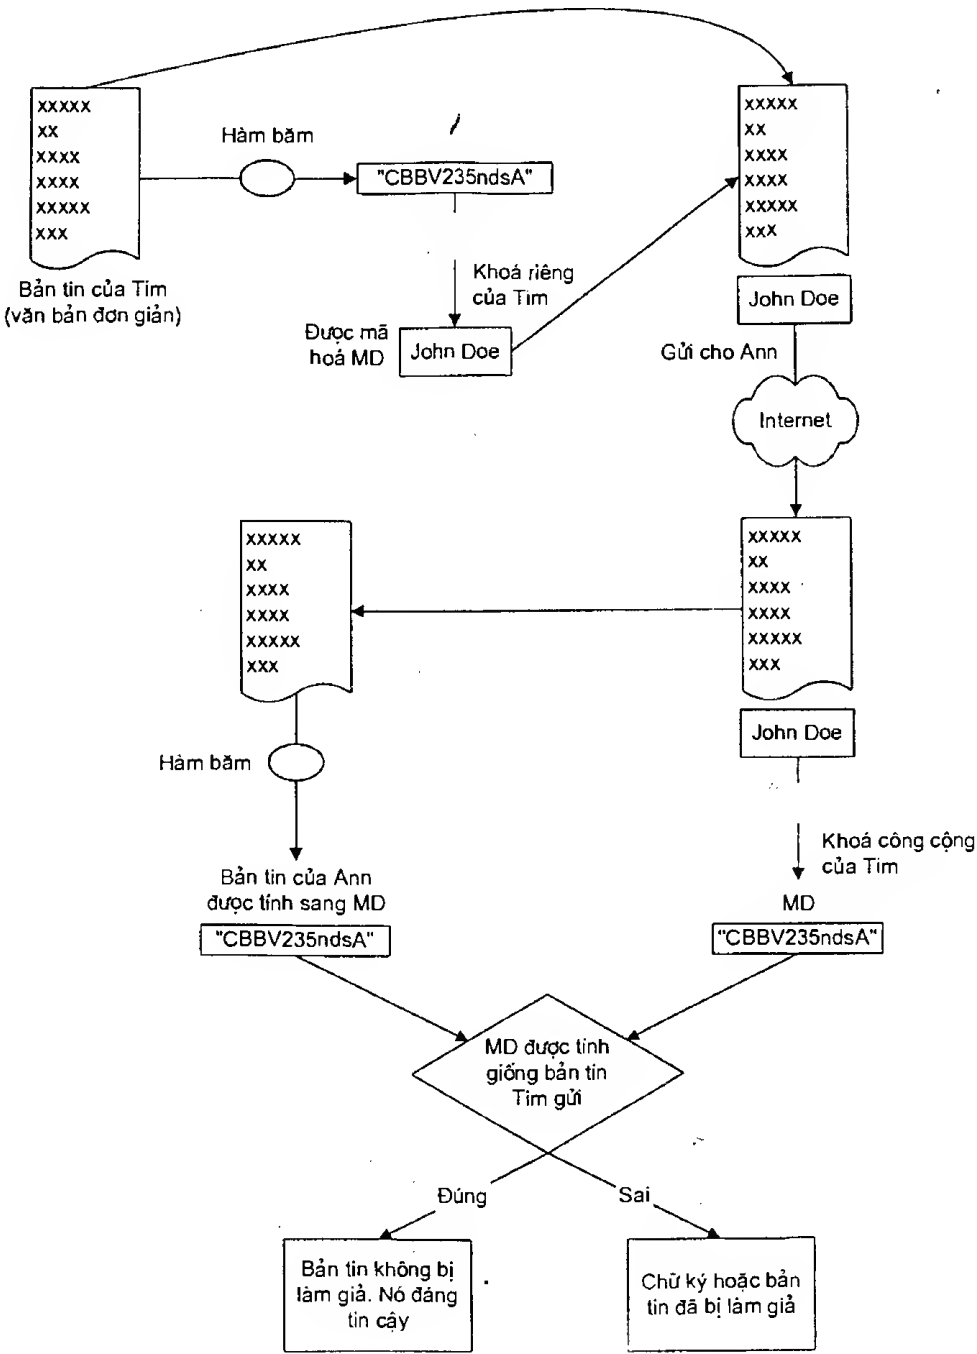 xxxxx
xx
xxxx
xxxx
xxxxx
xxx
Bản tin của Tim
(văn bản đơn giản)
Hàm băm
"CBBV235ndsA"
Khoá riêng
của Tim
Được mã
hoá MD
John Doe
xxxxx
xx
xxxx
xxxx
xxxxx
xxx
John Doe
Gửi cho Ann
Internet
xxxxx
xx
xxxx
xxxx
xxxxx
xxx
John Doe
xxxxx
xx
xxxx
xxxx
xxxxx
xxx
Hàm băm
Bản tin của Ann
được tính sang MD
"CBBV235ndsA"
Khoá công cộng
của Tim
MD
"CBBV235ndsA"
MD được tính
giống bản tin
Tim gửi
Đúng
Sai
Bản tin không bị
làm giả. Nó đáng
tin cậy
Chữ ký hoặc bản
tin đã bị làm giả